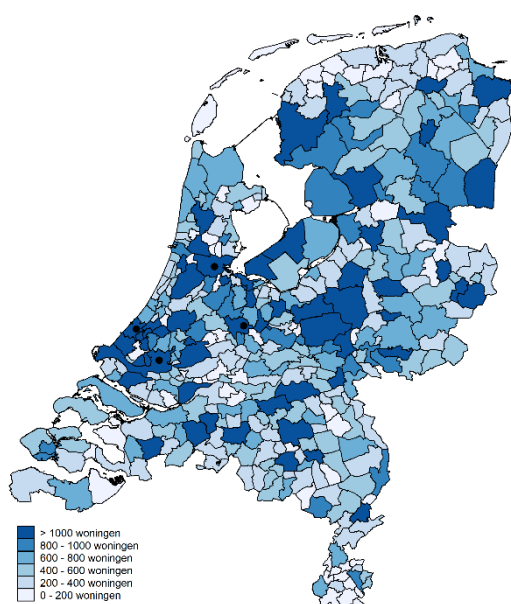 > 1000 woningen
800 - 1000 woningen
600 - 800 woningen
400 - 600 woningen
200 - 400 woningen
0 - 200 woningen